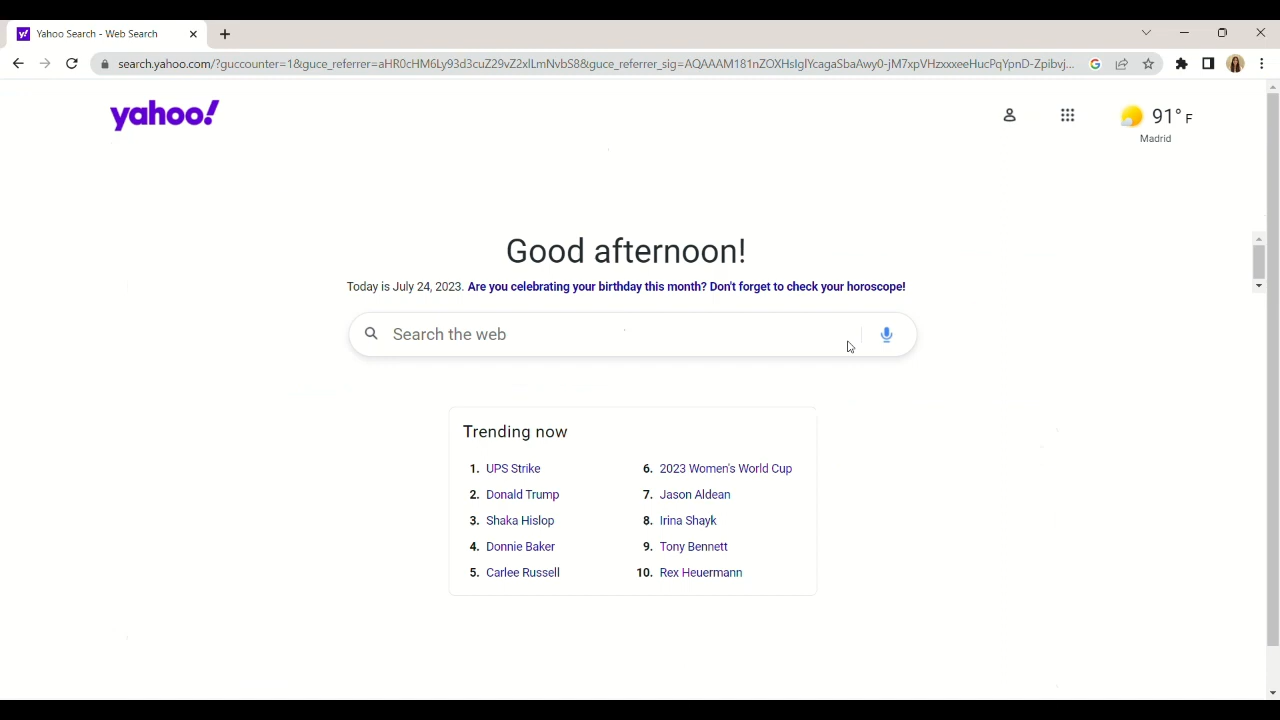 Yahoo Search - Web Search
search.yahoo.com/?guccounter=1&guce_referrer=aHR0cHM6Ly93d3cuZ29vZ2xlLmNvbS8&guce_referrer_sig=AQAAAM181nZOXHsIglYcagaSbaAwy0-jM7xpVHzxxxeeHucPqYpnD-Zpibvj...
yahoo!
91° F
Madrid
Good afternoon!
Today is July 24, 2023. Are you celebrating your birthday this month? Don't forget to check your horoscope!
Search the web
Trending now
1. UPS Strike
2. Donald Trump
3. Shaka Hislop
4. Donnie Baker
5. Carlee Russell
6. 2023 Women's World Cup
7. Jason Aldean
8. Irina Shayk
9. Tony Bennett
10. Rex Heuermann